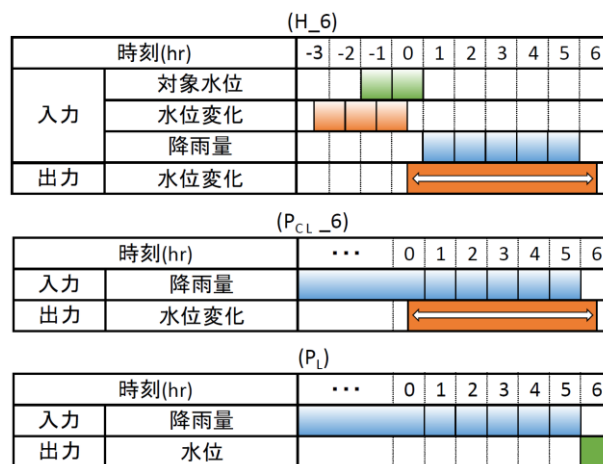 (H_6)
時刻(hr) -3 -2 -1 0 1 2 3 4 5 6
入力 対象水位
水位変化
降雨量
出力 水位変化
(P_CL_6)
時刻(hr) ・・・ 0 1 2 3 4 5 6
入力 降雨量
出力 水位変化
(P_L)
時刻(hr) ・・・ 0 1 2 3 4 5 6
入力 降雨量
出力 水位